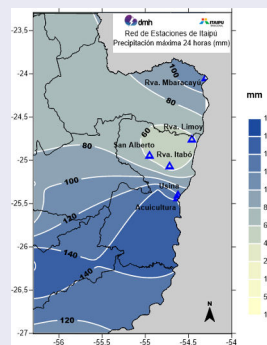 dmh ITAIPU
Red de Estaciones de Itaipú
Precipitación máxima 24 horas (mm)
-23.5
-24
-24.5
-25
-25.5
-26
-26.5
-27
100
Rva. Mbaracayú
80
60
Rva. Limoy
80
San Alberto
Rva. Itabó
100
Usina
Acuicultura
120
140
140
120
N
-56 -55.5 -55 -54.5 -54
mm